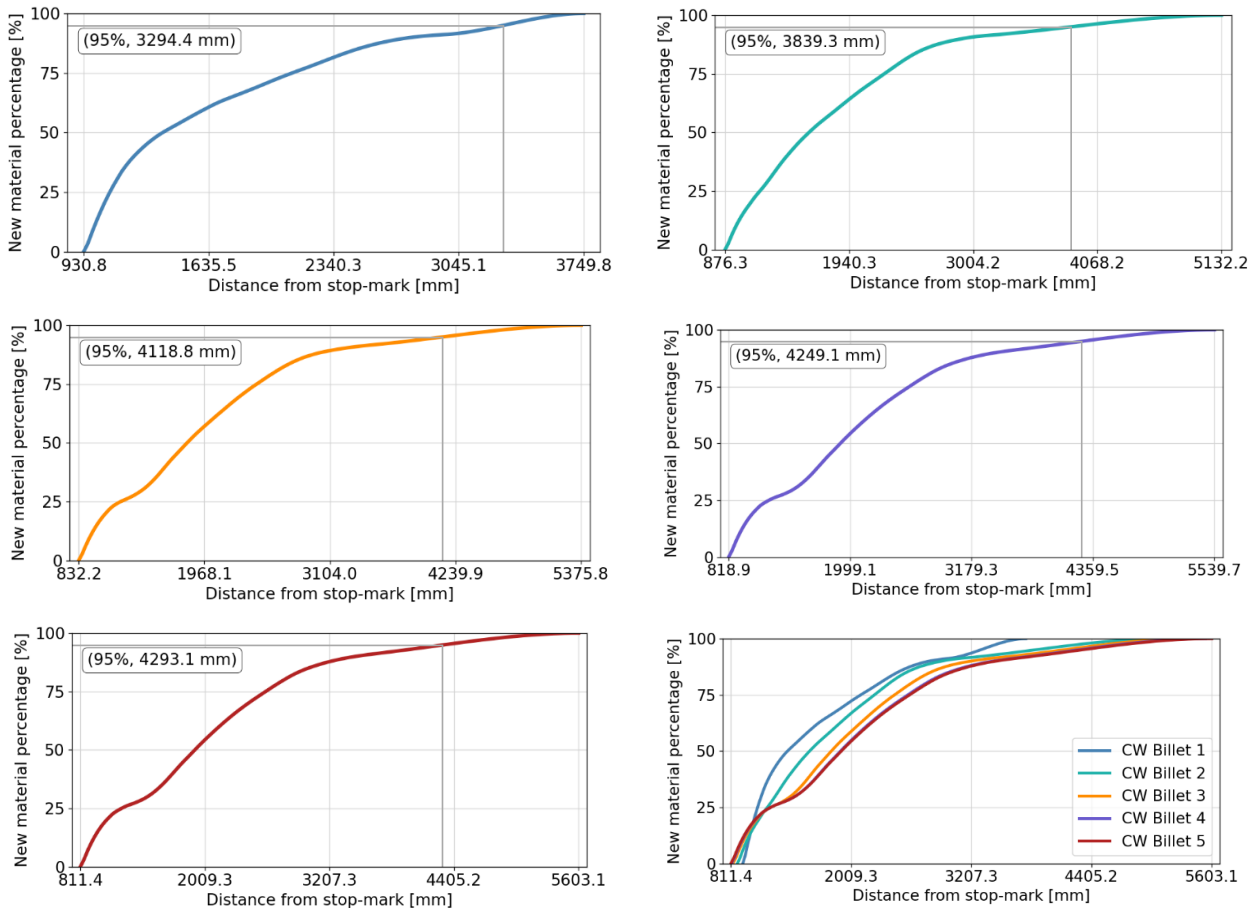 New material percentage [%]
100
75
50
25
0
(95%, 3294.4 mm)
930.8 1635.5 2340.3 3045.1 3749.8
Distance from stop-mark [mm]
New material percentage [%]
100
75
50
25
0
(95%, 3839.3 mm)
876.3 1940.3 3004.2 4068.2 5132.2
Distance from stop-mark [mm]
New material percentage [%]
100
75
50
25
0
(95%, 4118.8 mm)
832.2 1968.1 3104.0 4239.9 5375.8
Distance from stop-mark [mm]
New material percentage [%]
100
75
50
25
0
(95%, 4249.1 mm)
818.9 1999.1 3179.3 4359.5 5539.7
Distance from stop-mark [mm]
New material percentage [%]
100
75
50
25
0
(95%, 4293.1 mm)
811.4 2009.3 3207.3 4405.2 5603.1
Distance from stop-mark [mm]
New material percentage [%]
100
75
50
25
0
CW Billet 1
CW Billet 2
CW Billet 3
CW Billet 4
CW Billet 5
811.4 2009.3 3207.3 4405.2 5603.1
Distance from stop-mark [mm]